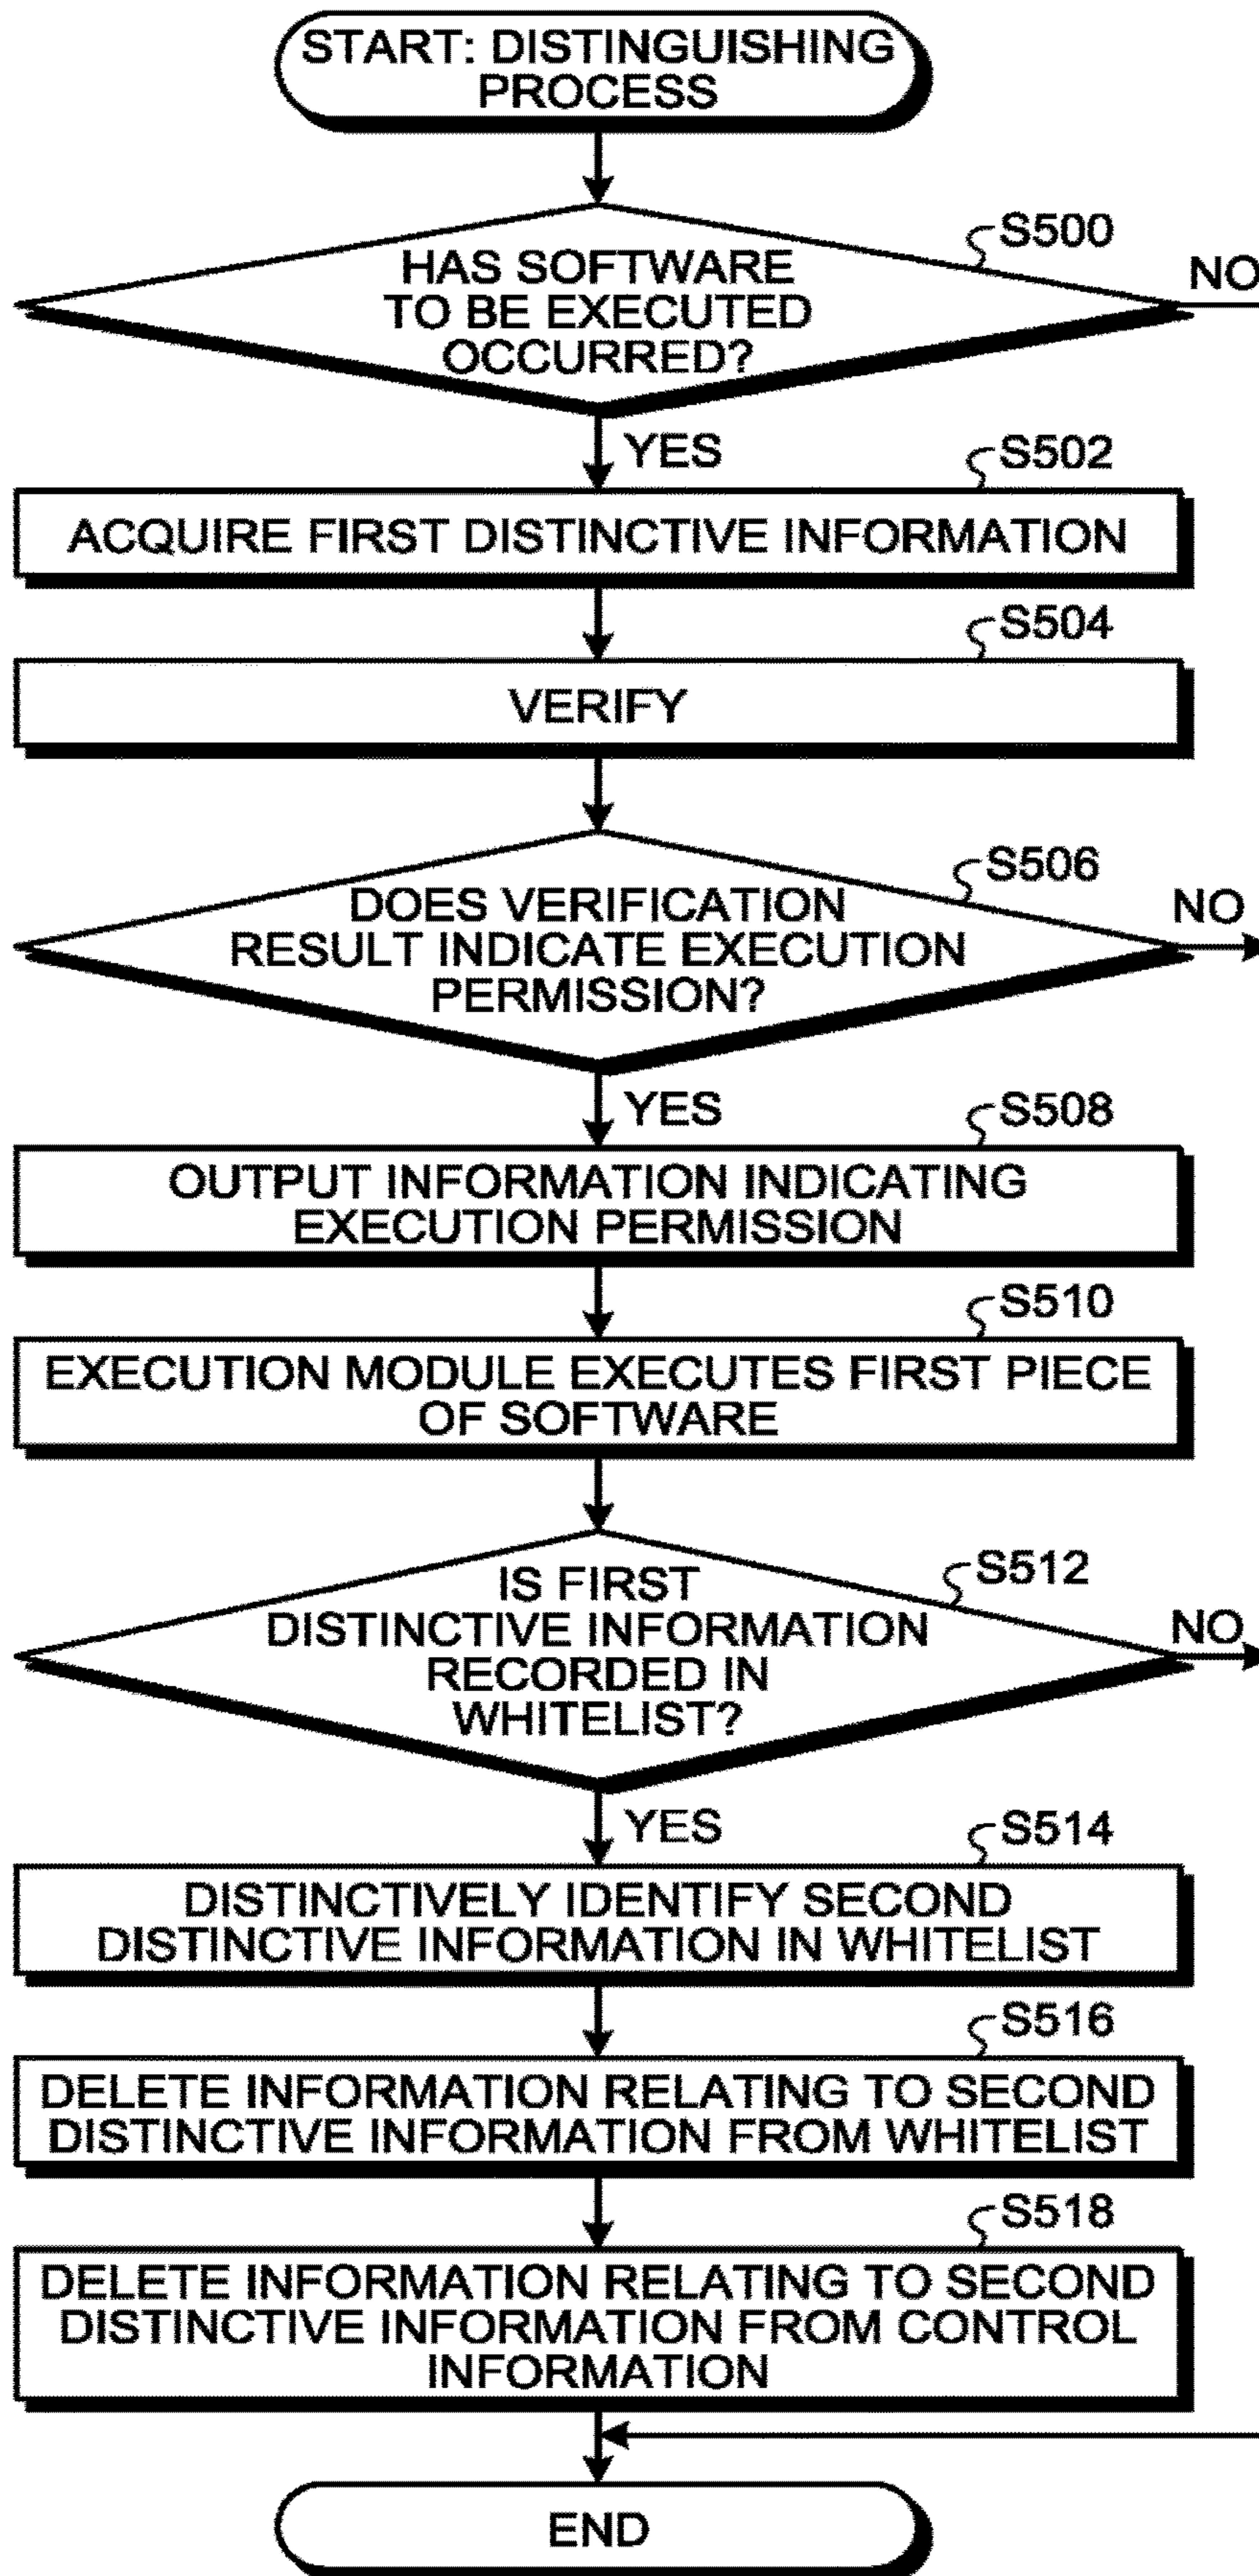 START: DISTINGUISHING
PROCESS
S500
HAS SOFTWARE
TO BE EXECUTED
OCCURRED?
NO
YES
S502
ACQUIRE FIRST DISTINCTIVE INFORMATION
S504
VERIFY
S506
DOES VERIFICATION
RESULT INDICATE EXECUTION
PERMISSION?
NO
YES
S508
OUTPUT INFORMATION INDICATING
EXECUTION PERMISSION
S510
EXECUTION MODULE EXECUTES FIRST PIECE
OF SOFTWARE
S512
IS FIRST
DISTINCTIVE INFORMATION
RECORDED IN
WHITELIST?
NO
YES
S514
DISTINCTIVELY IDENTIFY SECOND
DISTINCTIVE INFORMATION IN WHITELIST
S516
DELETE INFORMATION RELATING TO SECOND
DISTINCTIVE INFORMATION FROM WHITELIST
S518
DELETE INFORMATION RELATING TO SECOND
DISTINCTIVE INFORMATION FROM CONTROL
INFORMATION
END